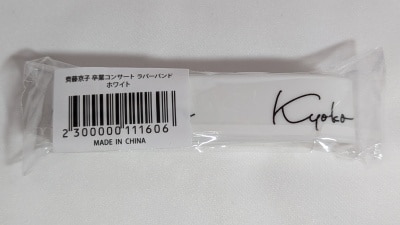 齊藤京子 卒業コンサート ラバーバンド
ホワイト
2 300000 111606
MADE IN CHINA
Kyoko